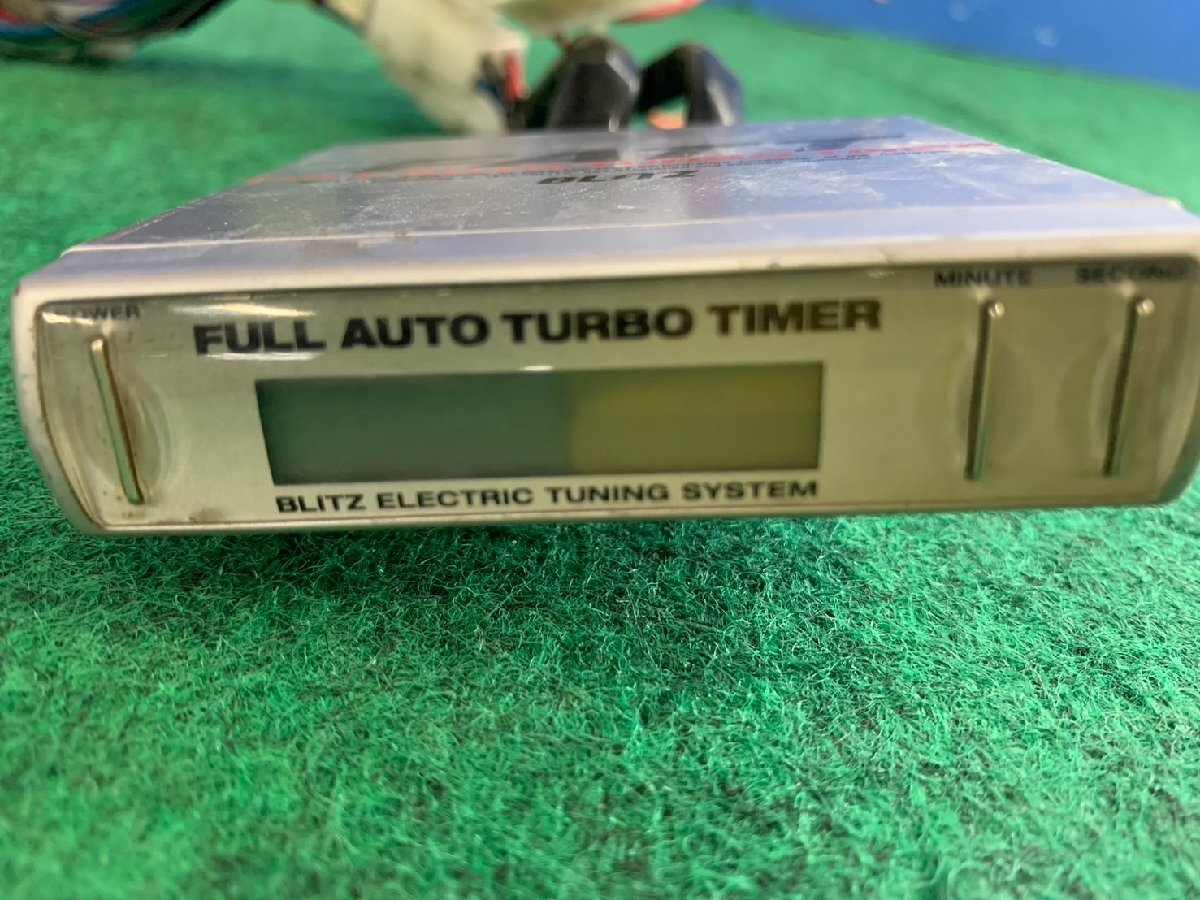 BLITZ
POWER
MINUTE
SECOND
FULL AUTO TURBO TIMER
BLITZ ELECTRIC TUNING SYSTEM